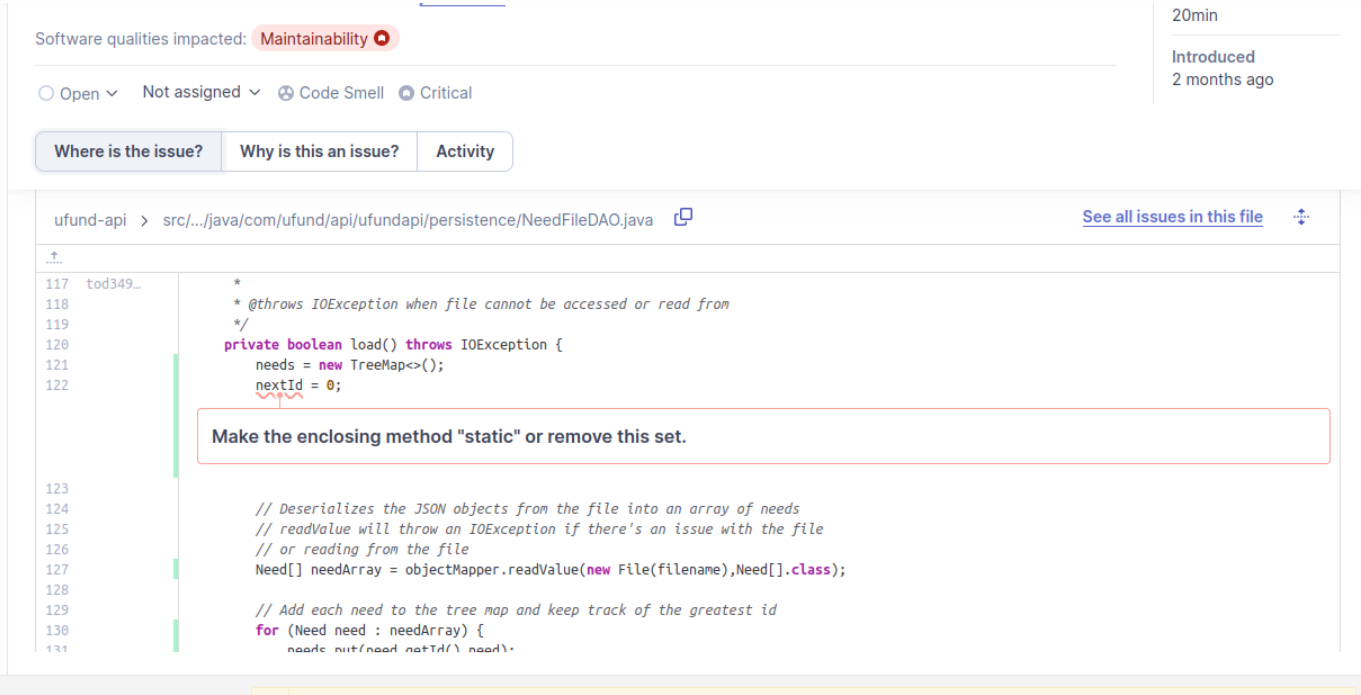 20min
Software qualities impacted: Maintainability
Introduced
2 months ago
Open Not assigned Code Smell Critical
Where is the issue? Why is this an issue? Activity
ufund-api > src/.../java/com/ufund/api/ufundapi/persistence/NeedFileDAO.java See all issues in this file
117 tod349… *
118 * @throws IOException when file cannot be accessed or read from
119 */
120 private boolean load() throws IOException {
121 needs = new TreeMap<>();
122 nextId = 0;
Make the enclosing method "static" or remove this set.
123
124 // Deserializes the JSON objects from the file into an array of needs
125 // readValue will throw an IOException if there's an issue with the file
126 // or reading from the file
127 Need[] needArray = objectMapper.readValue(new File(filename),Need[].class);
128
129 // Add each need to the tree map and keep track of the greatest id
130 for (Need need : needArray) {
131 needs.put(need.getId(),need);